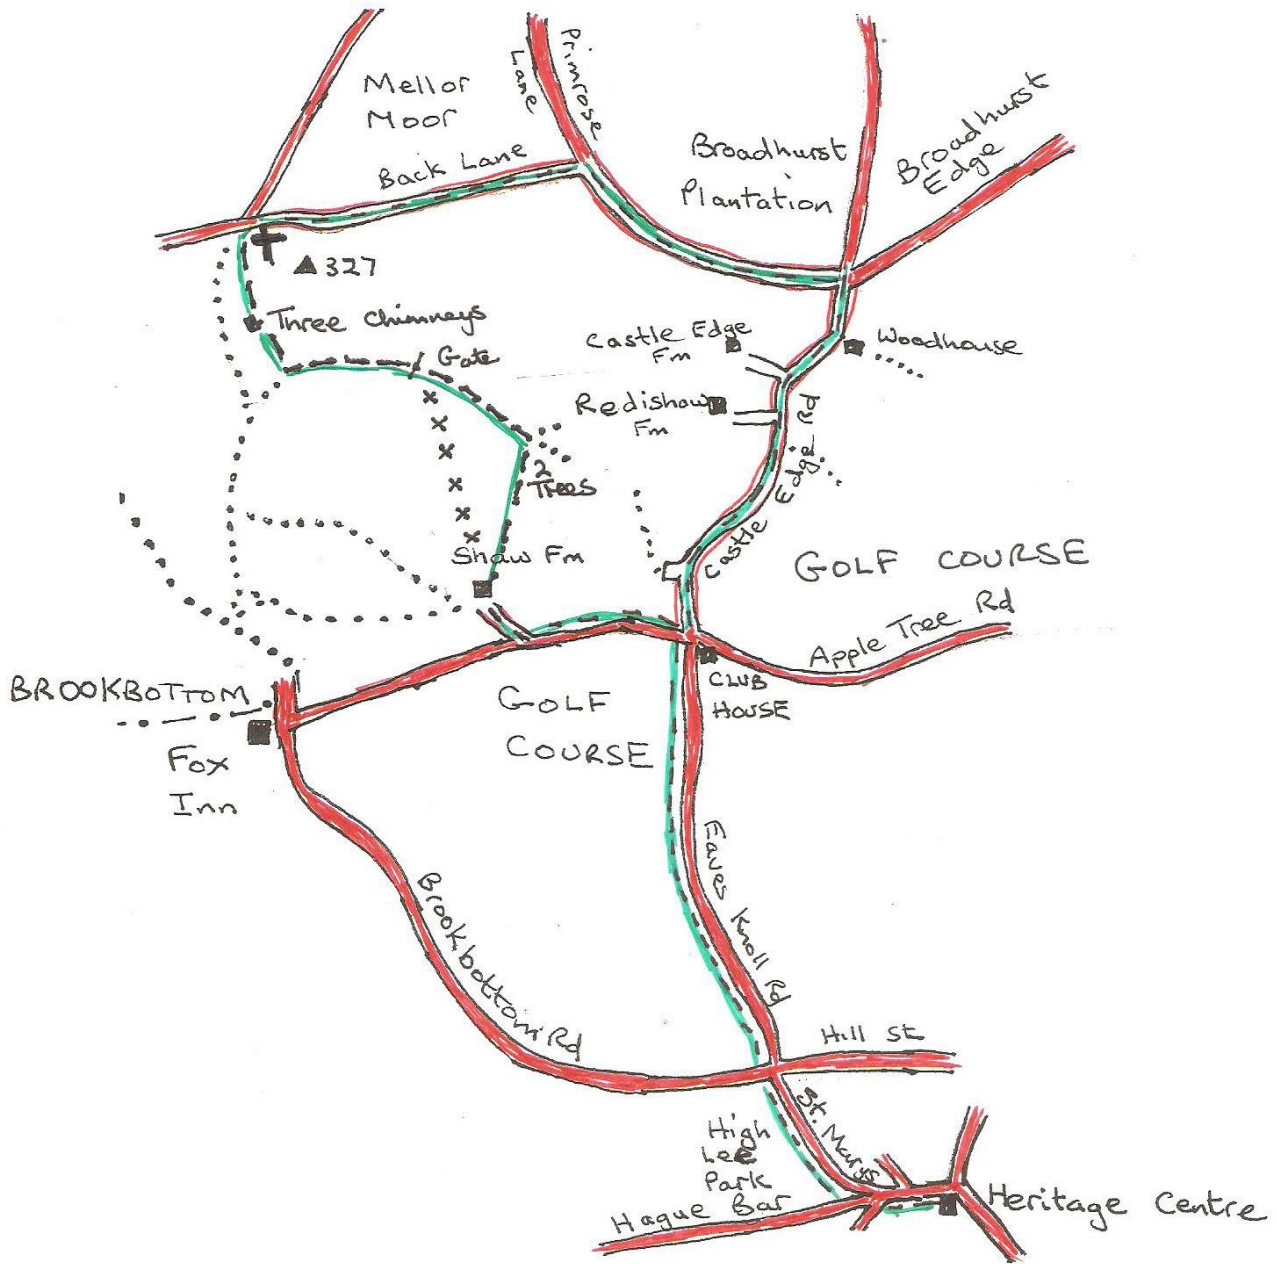 Mellor
Moor
Primrose
Lane
Back Lane
Broadhurst
Plantation
Broadhurst
Edge
▲327
Three Chimneys
Gate
Castle Edge
Fm
Woodhouse
Redishaw
Fm
2
Trees
Castle Edge Rd
Shaw Fm
GOLF COURSE
Apple Tree Rd
BROOKBOTTOM
GOLF
COURSE
CLUB
HOUSE
Fox
Inn
Eaves Knoll Rd
Brookbottom Rd
Hill St
St. Marys
High
Lee
Park
Hague Bar
Heritage Centre